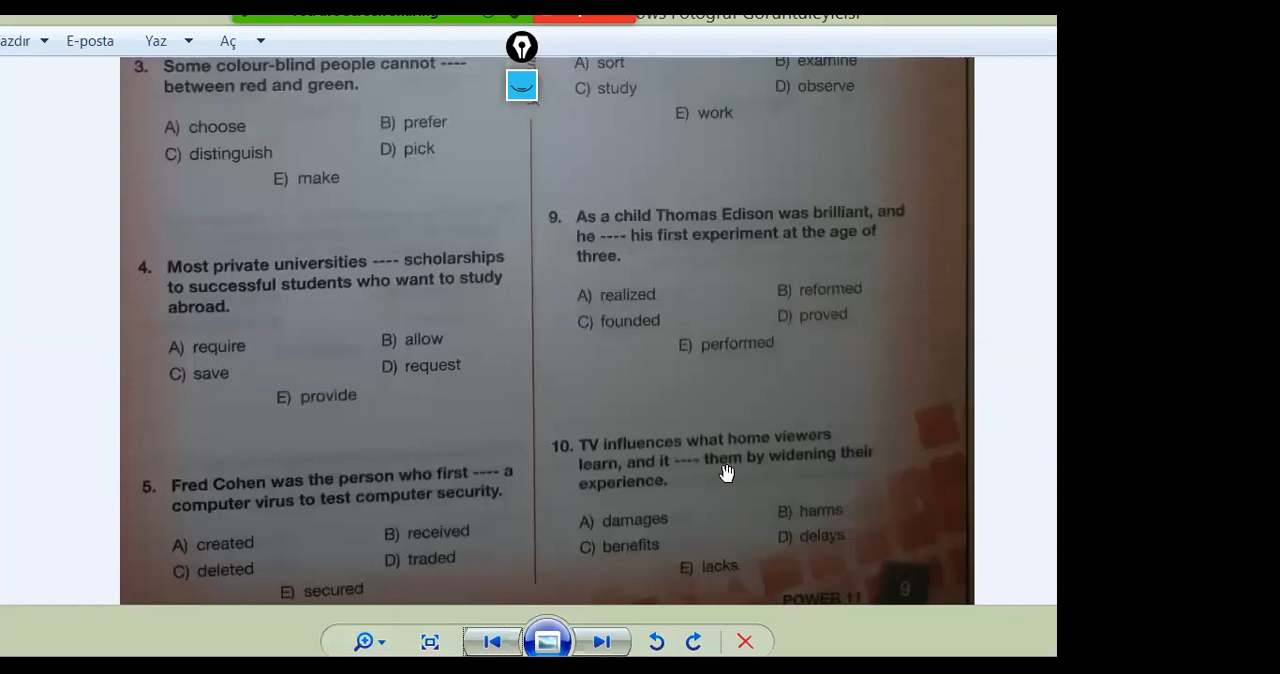 azdır
E-posta
Yaz
Aç
3. Some colour-blind people cannot ----
between red and green.
A) choose
B) prefer
C) distinguish
D) pick
E) make
4. Most private universities ---- scholarships
to successful students who want to study
abroad.
A) require
B) allow
C) save
D) request
E) provide
5. Fred Cohen was the person who first ---- a
computer virus to test computer security.
A) created
B) received
C) deleted
D) traded
E) secured
A) sort
B) examine
C) study
D) observe
E) work
9. As a child Thomas Edison was brilliant, and
he ---- his first experiment at the age of
three.
A) realized
B) reformed
C) founded
D) proved
E) performed
10. TV influences what home viewers
learn, and it ---- them by widening their
experience.
A) damages
B) harms
C) benefits
D) delays
E) lacks
POWER 11
9